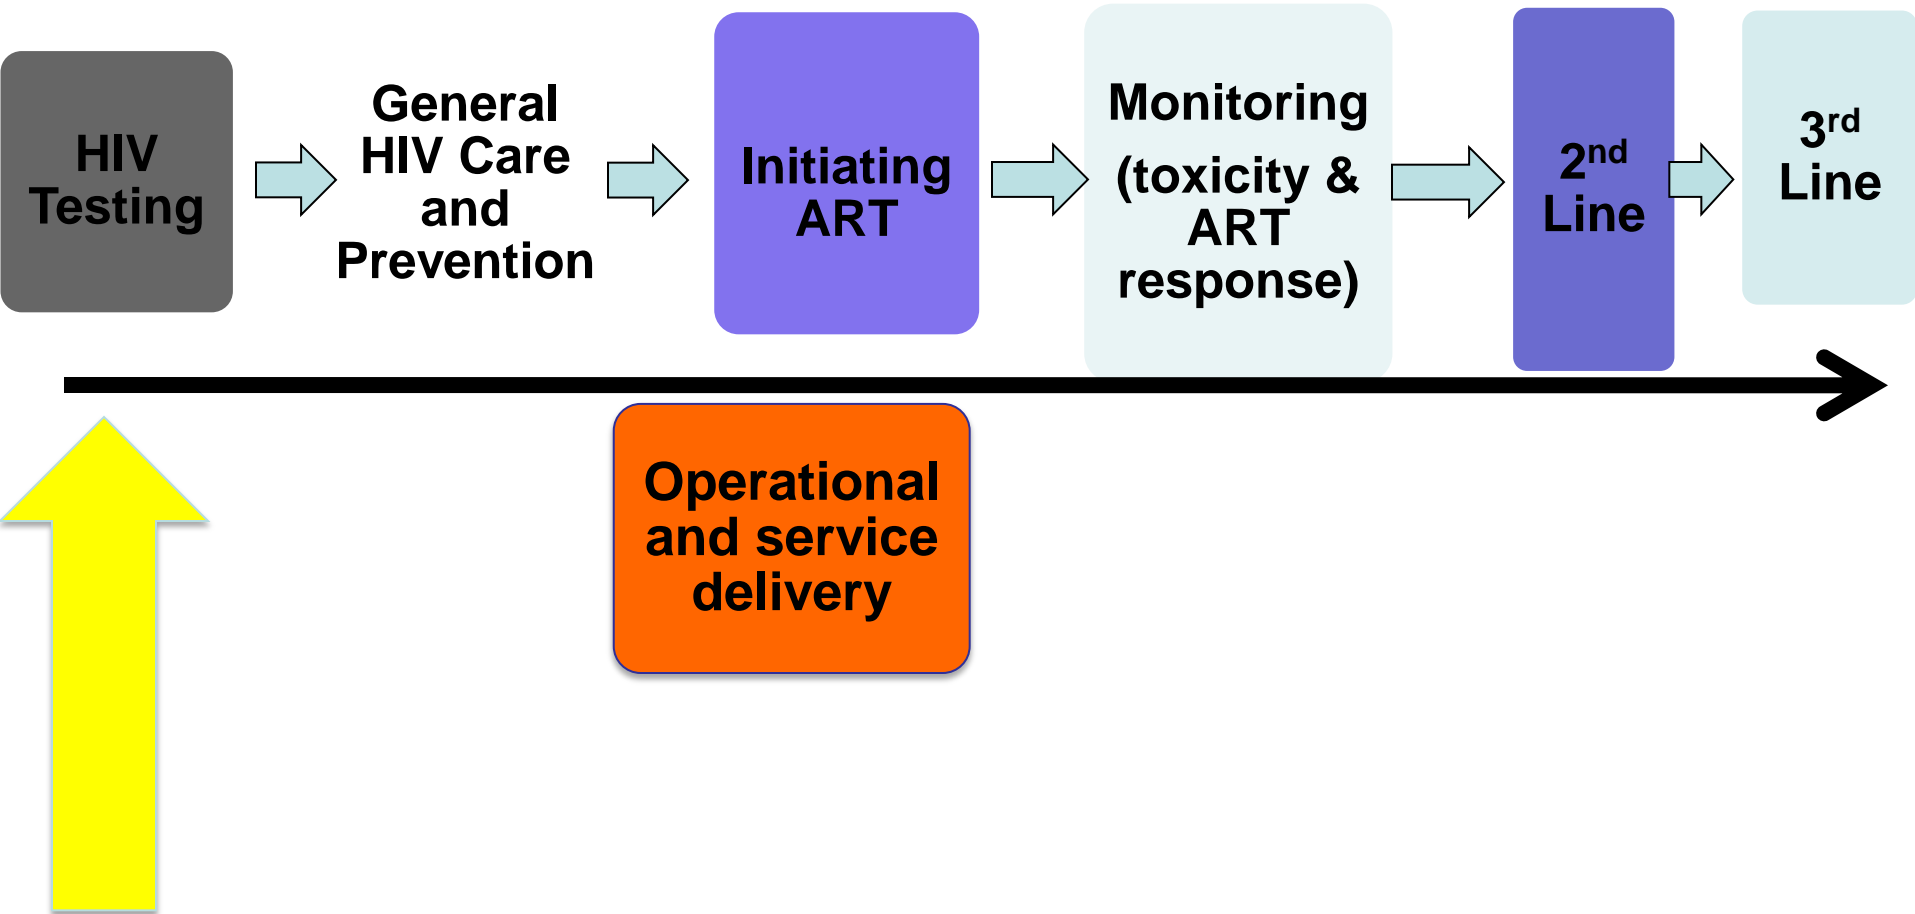 HIV
Testing
General
HIV Care
and
Prevention
Initiating
ART
Monitoring
(toxicity &
ART
response)
2nd
Line
3rd
Line
Operational
and service
delivery